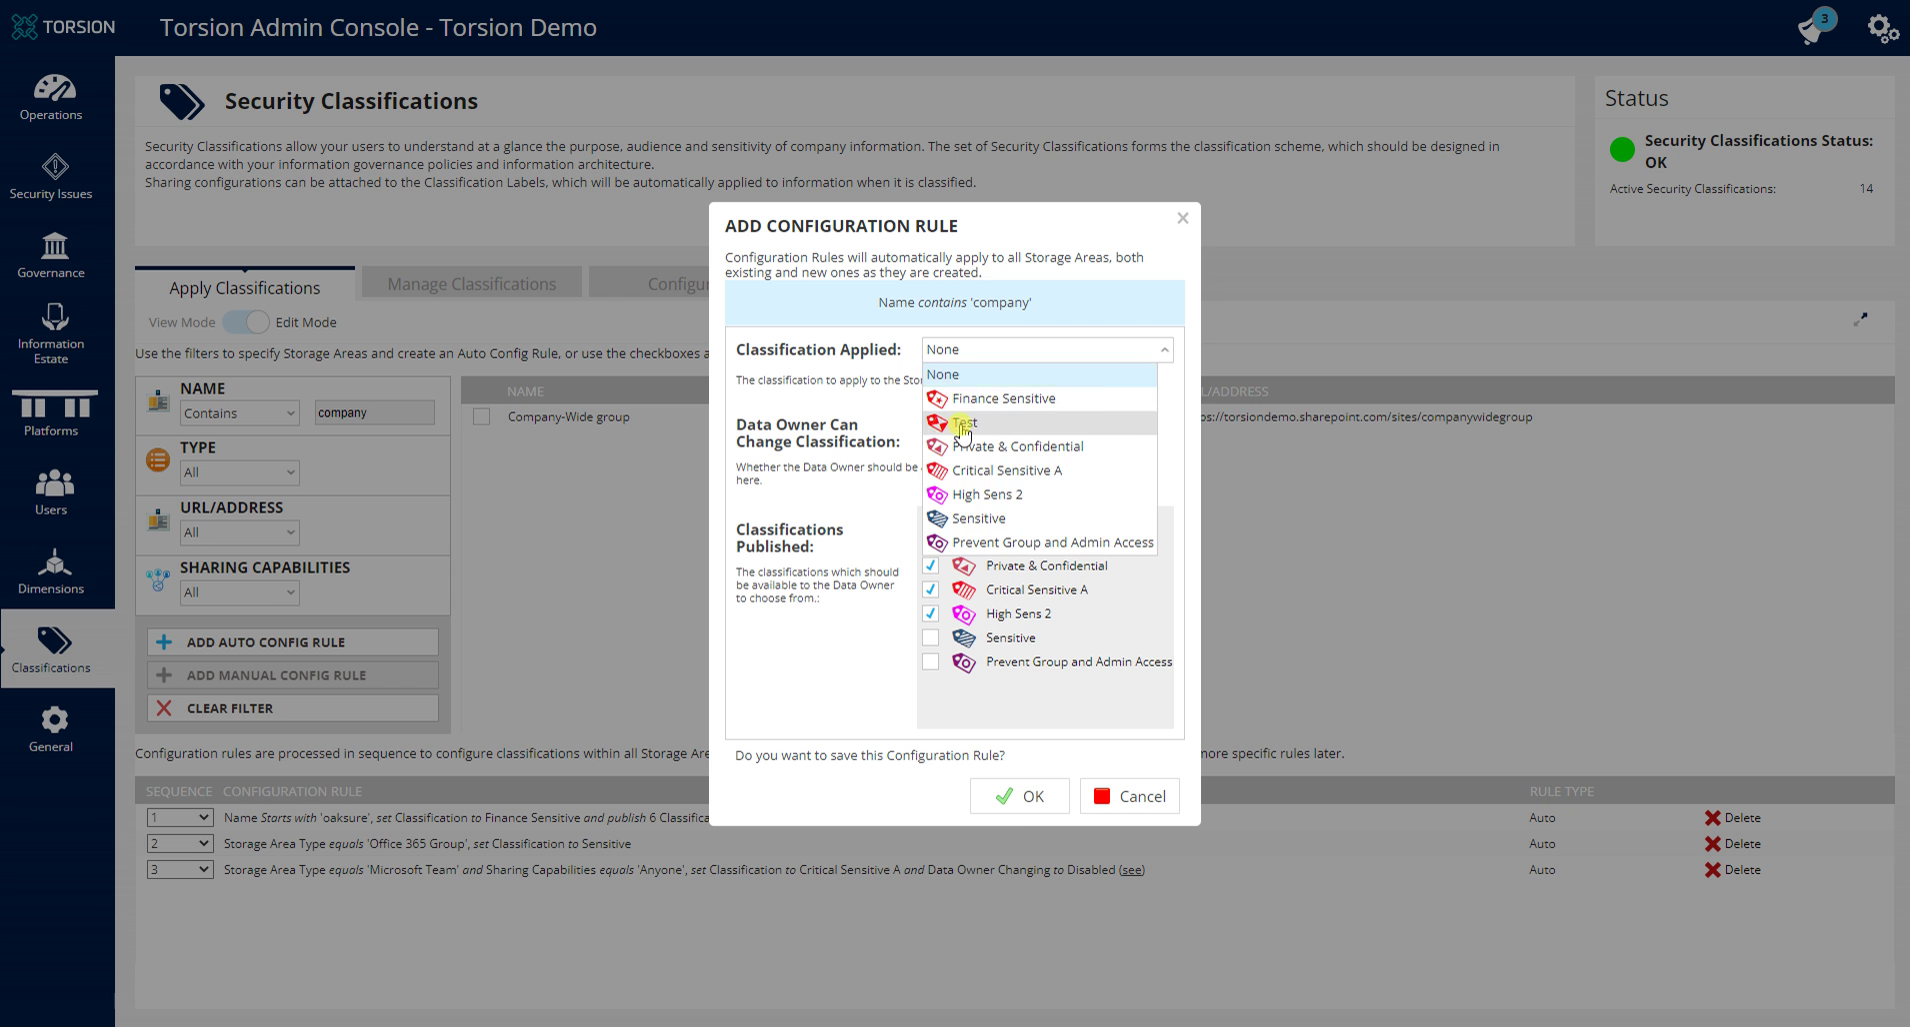 TORSION
Torsion Admin Console - Torsion Demo
3
Operations
Security Issues
Governance
Information
Estate
Platforms
Users
Dimensions
Classifications
General
Security Classifications
Security Classifications allow your users to understand at a glance the purpose, audience and sensitivity of company information. The set of Security Classifications forms the classification scheme, which should be designed in
accordance with your information governance policies and information architecture.
Sharing configurations can be attached to the Classification Labels, which will be automatically applied to information when it is classified.
Status
Security Classifications Status:
OK
Active Security Classifications: 14
Apply Classifications
Manage Classifications
Configu
View Mode Edit Mode
Use the filters to specify Storage Areas and create an Auto Config Rule, or use the checkboxes a
NAME
Contains company
TYPE
All
URL/ADDRESS
All
SHARING CAPABILITIES
All
ADD AUTO CONFIG RULE
ADD MANUAL CONFIG RULE
CLEAR FILTER
NAME L/ADDRESS
Company-Wide group ps://torsiondemo.sharepoint.com/sites/companywidegroup
ADD CONFIGURATION RULE
Configuration Rules will automatically apply to all Storage Areas, both
existing and new ones as they are created.
Name contains 'company'
Classification Applied: None
The classification to apply to the Sto
None
Finance Sensitive
Test
Private & Confidential
Critical Sensitive A
High Sens 2
Sensitive
Prevent Group and Admin Access
Data Owner Can
Change Classification:
Whether the Data Owner should be
here.
Classifications
Published:
The classifications which should
be available to the Data Owner
to choose from.:
Private & Confidential
Critical Sensitive A
High Sens 2
Sensitive
Prevent Group and Admin Access
Do you want to save this Configuration Rule?
OK Cancel
Configuration rules are processed in sequence to configure classifications within all Storage Are more specific rules later.
SEQUENCE CONFIGURATION RULE RULE TYPE
1 Name Starts with 'oaksure', set Classification to Finance Sensitive and publish 6 Classifica Auto Delete
2 Storage Area Type equals 'Office 365 Group', set Classification to Sensitive Auto Delete
3 Storage Area Type equals 'Microsoft Team' and Sharing Capabilities equals 'Anyone', set Classification to Critical Sensitive A and Data Owner Changing to Disabled (see) Auto Delete